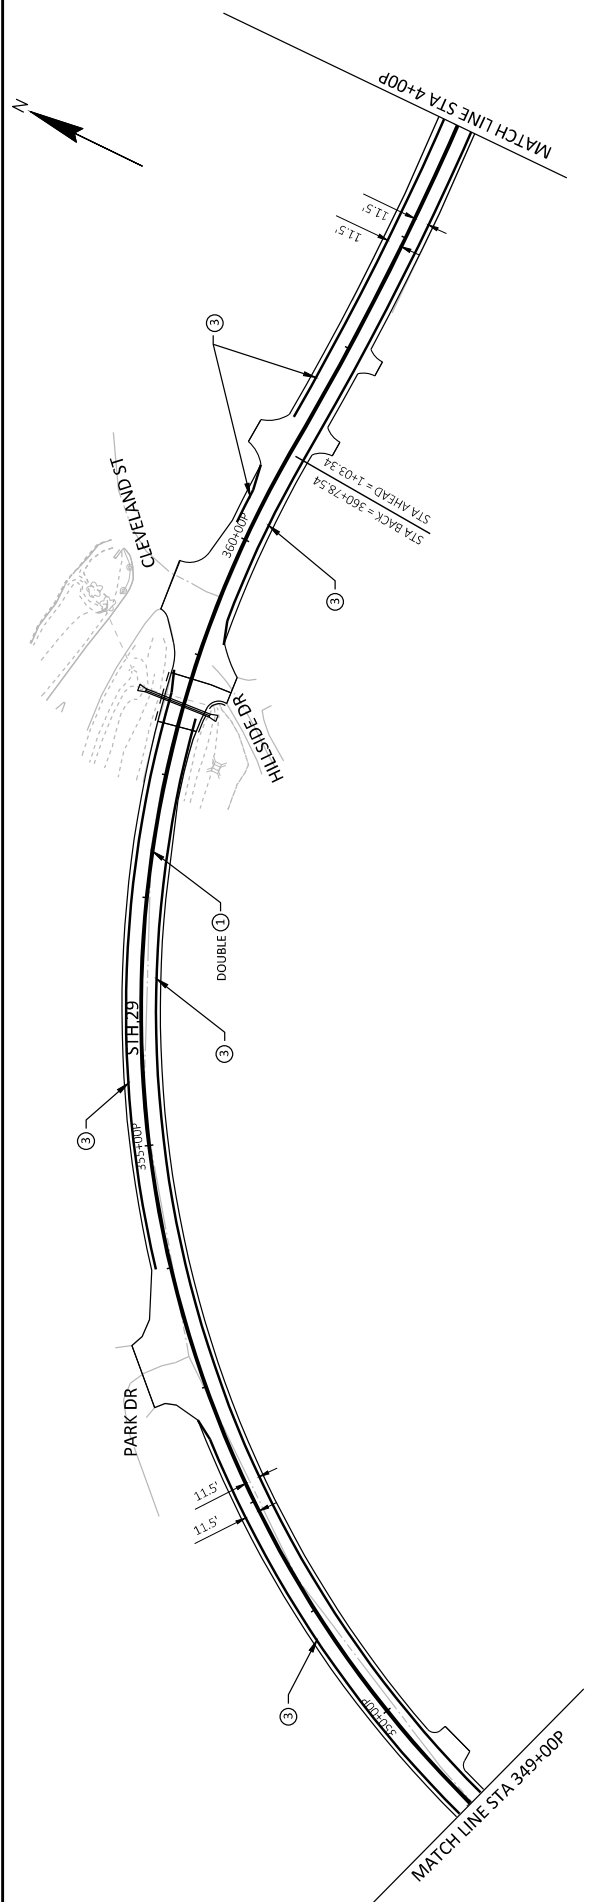 N
MATCH LINE STA 4+00P
11.5'
11.5'
3
CLEVELAND ST
360+00P
STA BACK = 360+78.54
STA AHEAD = 1+03.34
3
HILLSIDE DR
1
DOUBLE
STH 29
3
3
355+00P
PARK DR
11.5'
11.5'
3
350+00P
MATCH LINE STA 349+00P